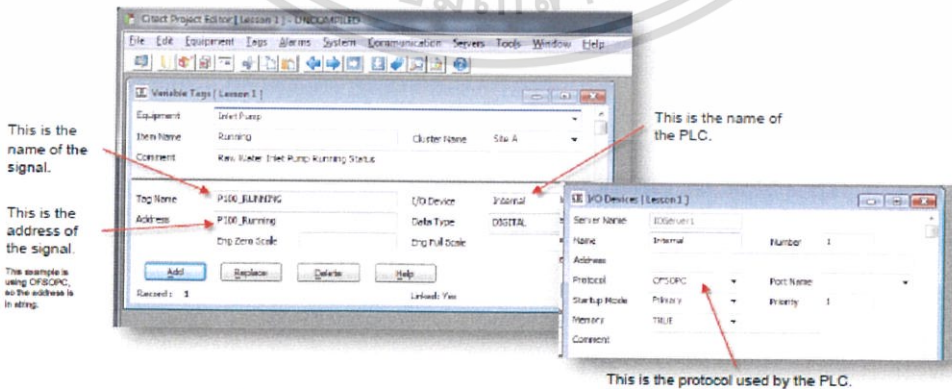 Citect Project Editor [ Lesson 1 ] - UNCOMPILED
File Edit Equipment Tags Alarms System Communication Servers Tools Window Help
Variable Tags [ Lesson 1 ]
Equipment Inlet Pump
Item Name Running Cluster Name Site A
Comment Raw Water Inlet Pump Running Status
Tag Name P100_RUNNING I/O Device Internal
Address P100_Running Data Type DIGITAL
Eng Zero Scale Eng Full Scale
Add Replace Delete Help
Record: 1 Linked: Yes
This is the
name of the
signal.
This is the
address of
the signal.
This example is
using OFSOPC,
so the address is
in string.
This is the name of
the PLC.
I/O Devices [ Lesson 1 ]
Server Name IOServer1
Name Internal Number 1
Address
Protocol OFSOPC Port Name
Startup Mode Primary Priority 1
Memory TRUE
Comment
This is the protocol used by the PLC.